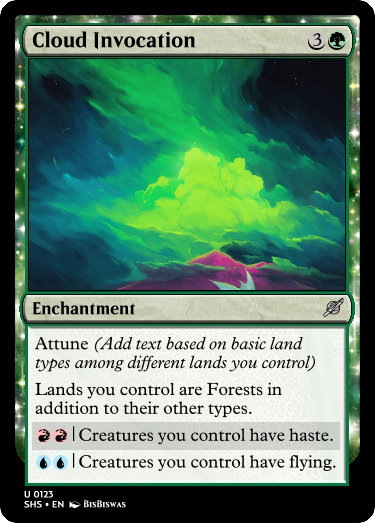 Cloud Invocation 3
Enchantment
Attune (Add text based on basic land
types among different lands you control)
Lands you control are Forests in
addition to their other types.
Creatures you control have haste.
Creatures you control have flying.
U 0123
SHS • EN BisBiswas